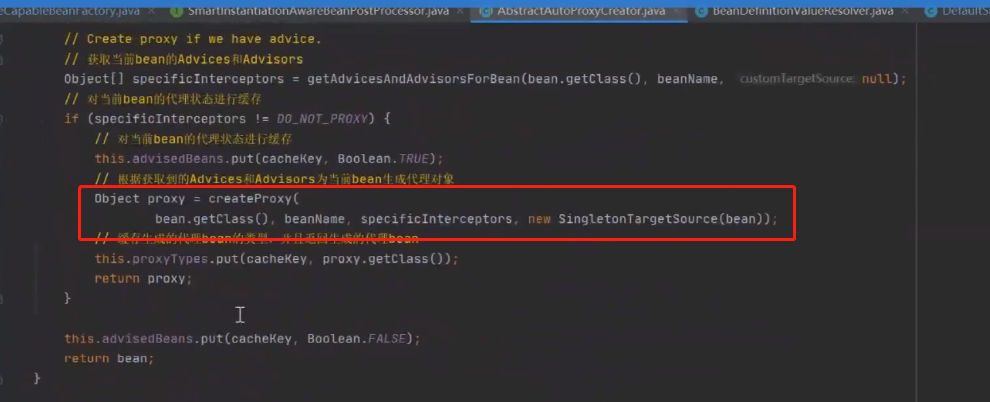 eCapableBeanFactory.java SmartInstantiationAwareBeanPostProcessor.java AbstractAutoProxyCreator.java BeanDefinitionValueResolver.java DefaultS
// Create proxy if we have advice.
// 获取当前bean的Advices和Advisors
Object[] specificInterceptors = getAdvicesAndAdvisorsForBean(bean.getClass(), beanName, customTargetSource: null);
// 对当前bean的代理状态进行缓存
if (specificInterceptors != DO_NOT_PROXY) {
// 对当前bean的代理状态进行缓存
this.advisedBeans.put(cacheKey, Boolean.TRUE);
// 根据获取到的Advices和Advisors为当前bean生成代理对象
Object proxy = createProxy(
bean.getClass(), beanName, specificInterceptors, new SingletonTargetSource(bean));
// 缓存生成的代理bean的类型，并且返回生成的代理bean
this.proxyTypes.put(cacheKey, proxy.getClass());
return proxy;
}
this.advisedBeans.put(cacheKey, Boolean.FALSE);
return bean;
}